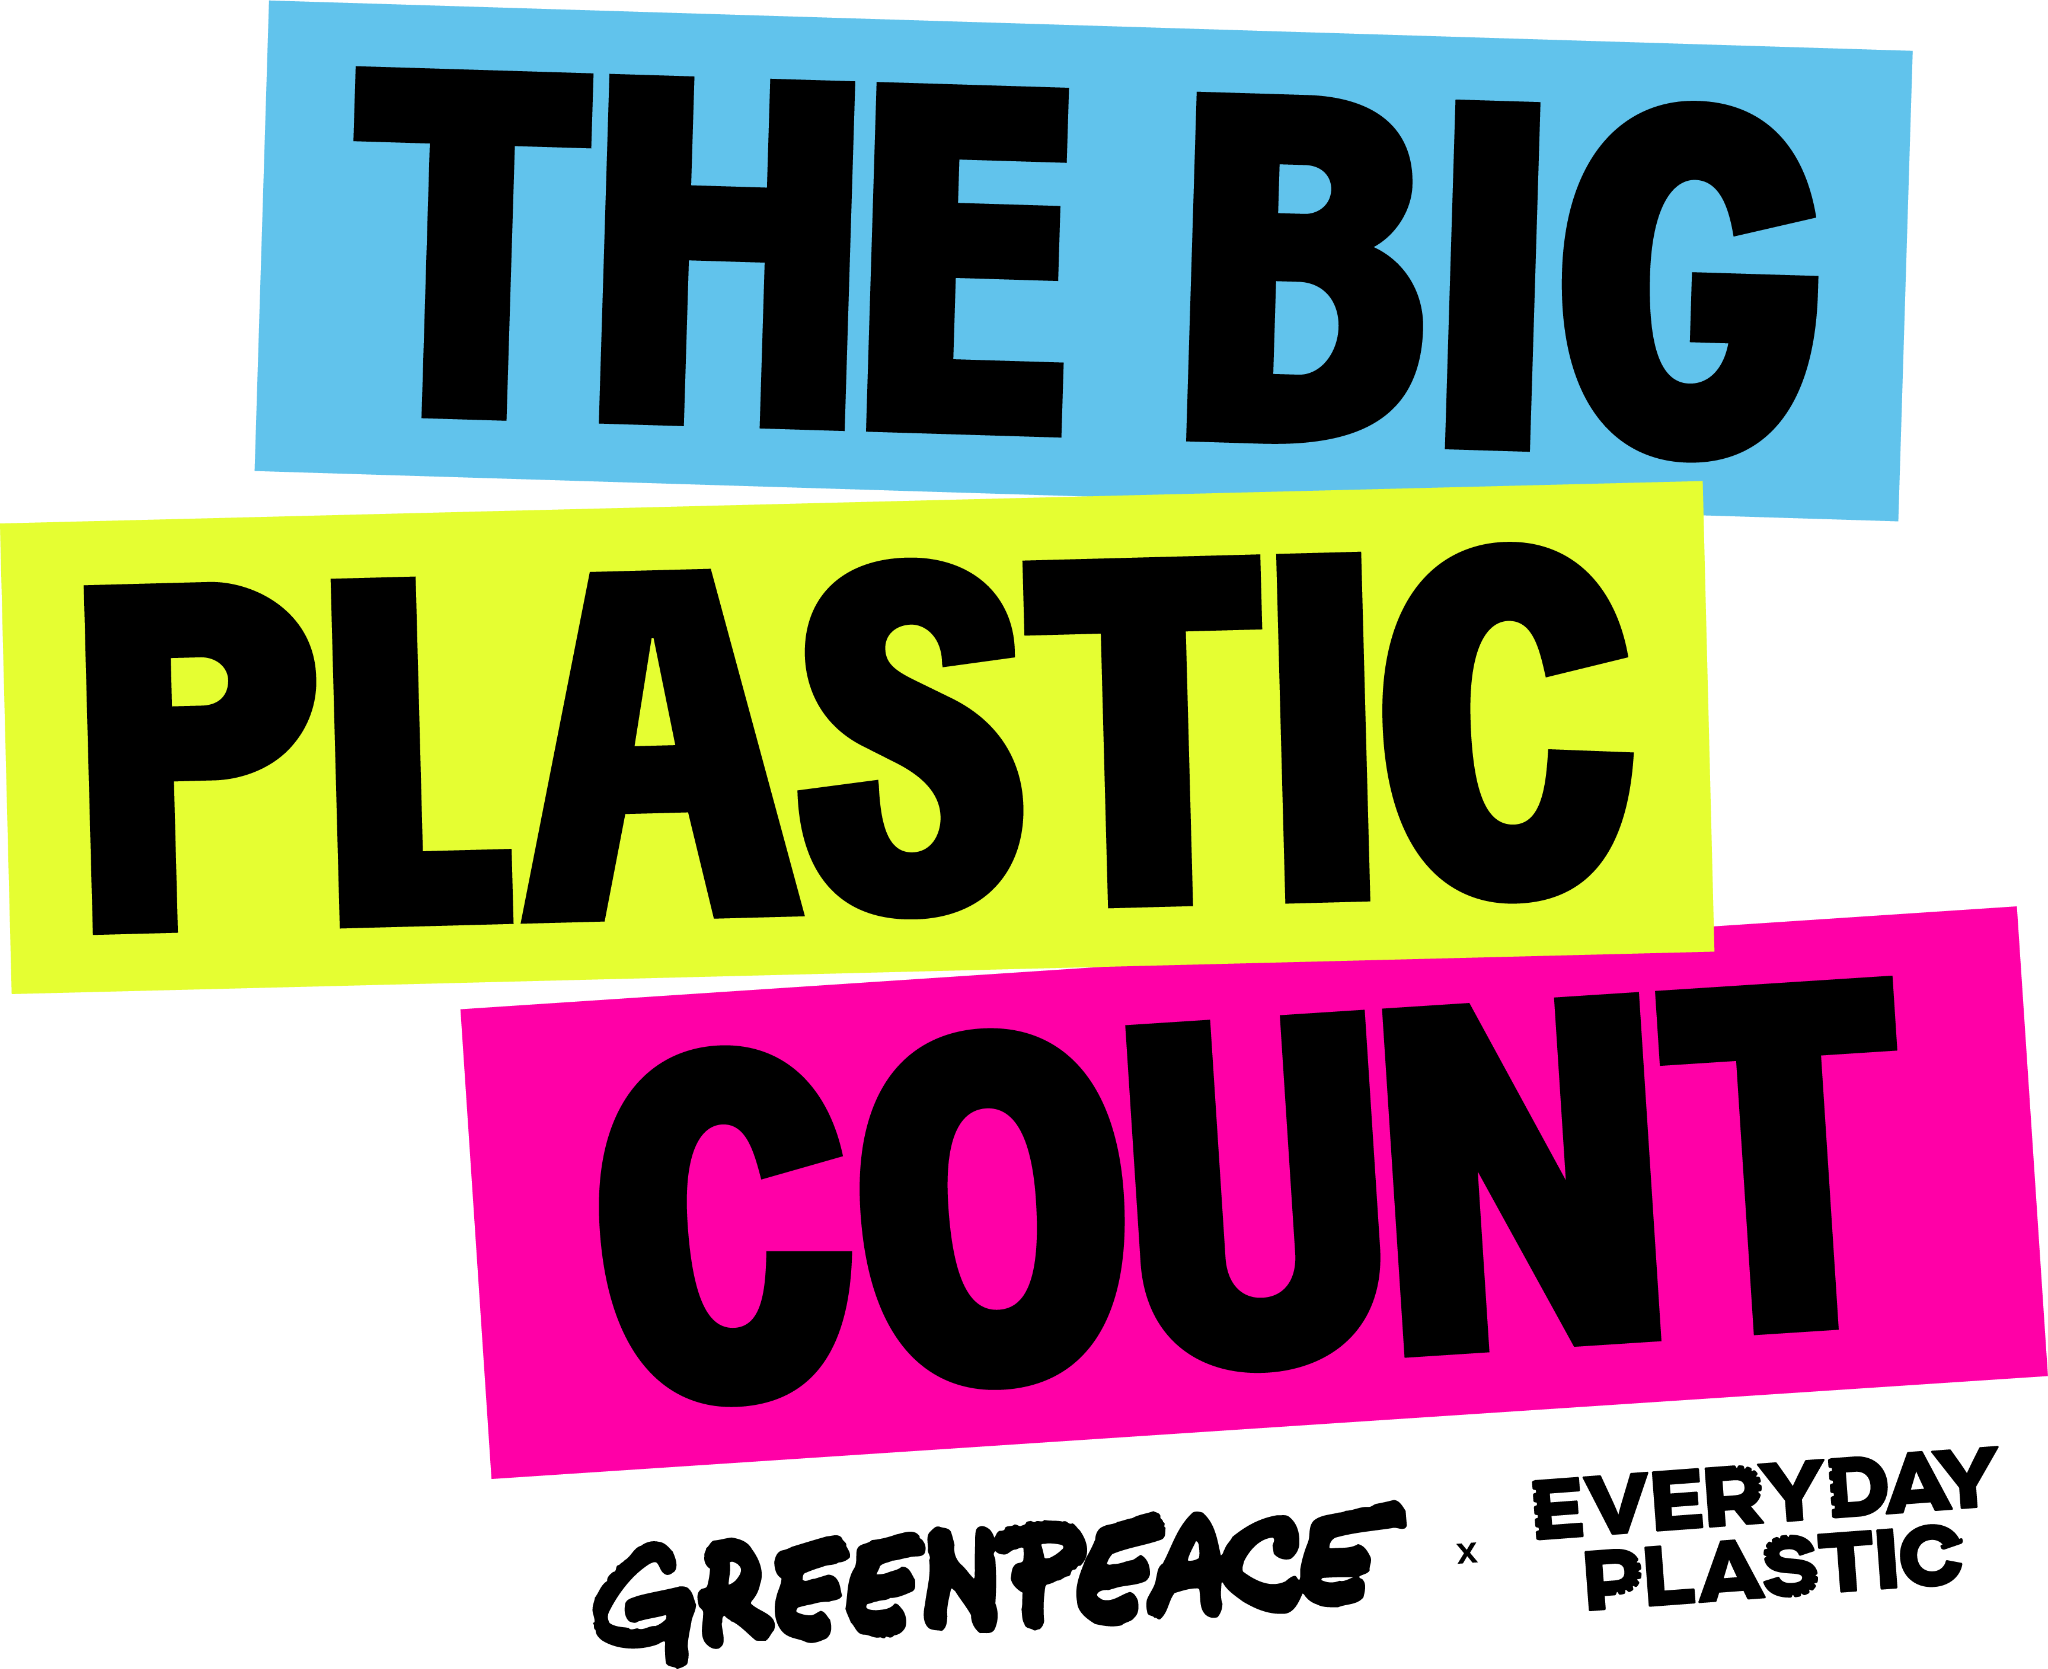 THE BIG
PLASTIC
COUNT
GREENPEACE x EVERYDAY
PLASTIC